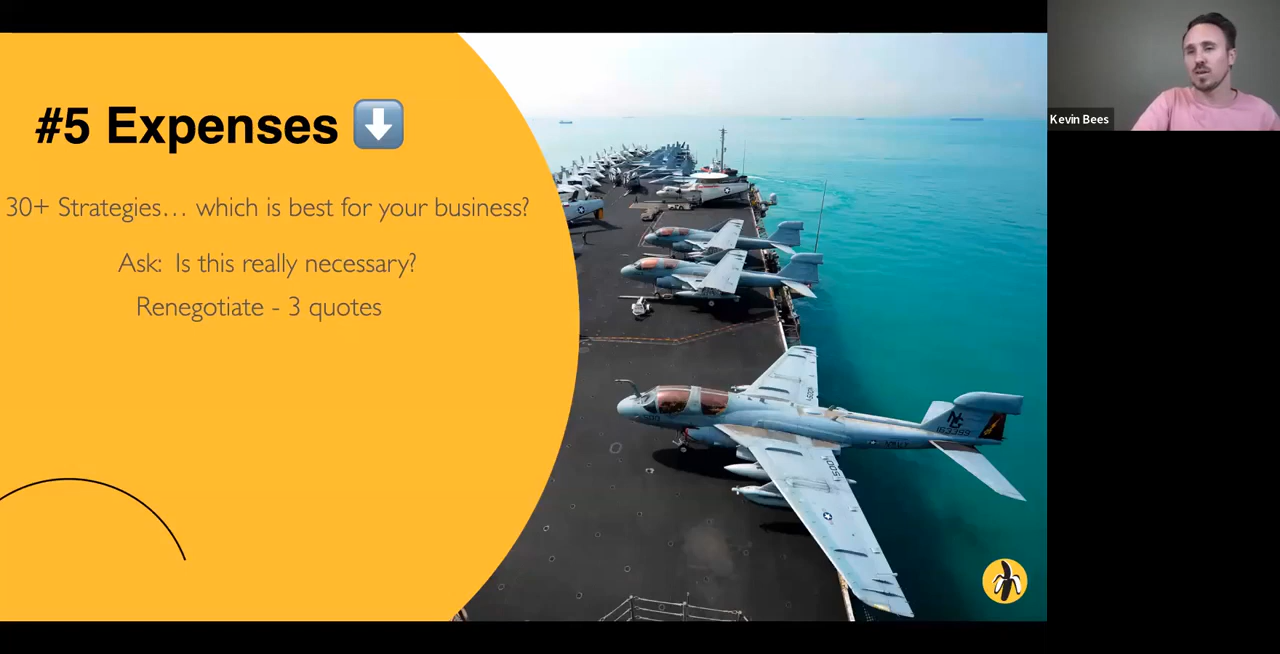 #5 Expenses ⬇️
30+ Strategies... which is best for your business?
Ask: Is this really necessary?
Renegotiate - 3 quotes
Kevin Bees
NG